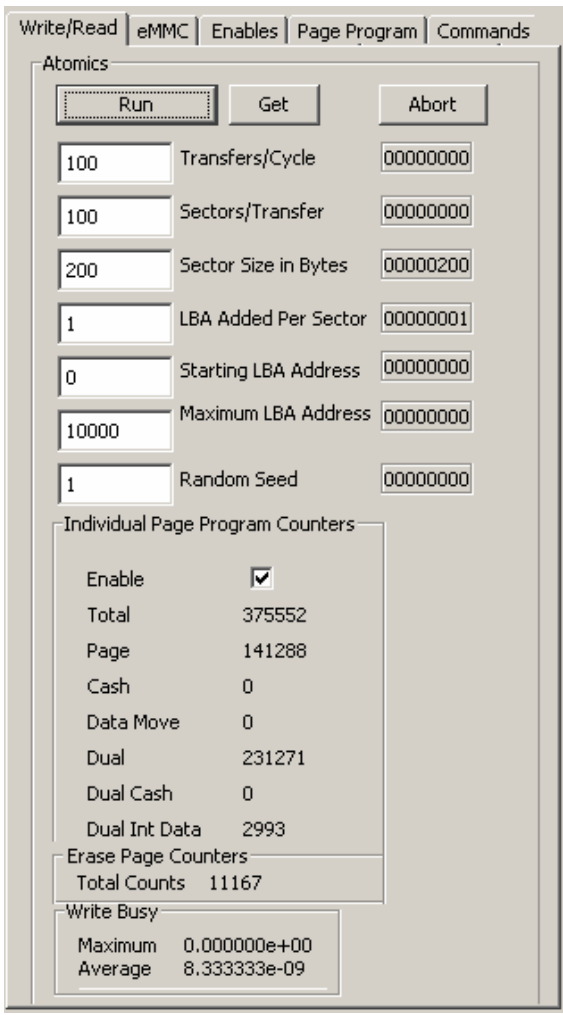 Write/Read eMMC Enables Page Program Commands
Atomics
Run Get Abort
100 Transfers/Cycle 00000000
100 Sectors/Transfer 00000000
200 Sector Size in Bytes 00000200
1 LBA Added Per Sector 00000001
0 Starting LBA Address 00000000
10000 Maximum LBA Address 00000000
1 Random Seed 00000000
Individual Page Program Counters
Enable
Total 375552
Page 141288
Cash 0
Data Move 0
Dual 231271
Dual Cash 0
Dual Int Data 2993
Erase Page Counters
Total Counts 11167
Write Busy
Maximum 0.000000e+00
Average 8.333333e-09